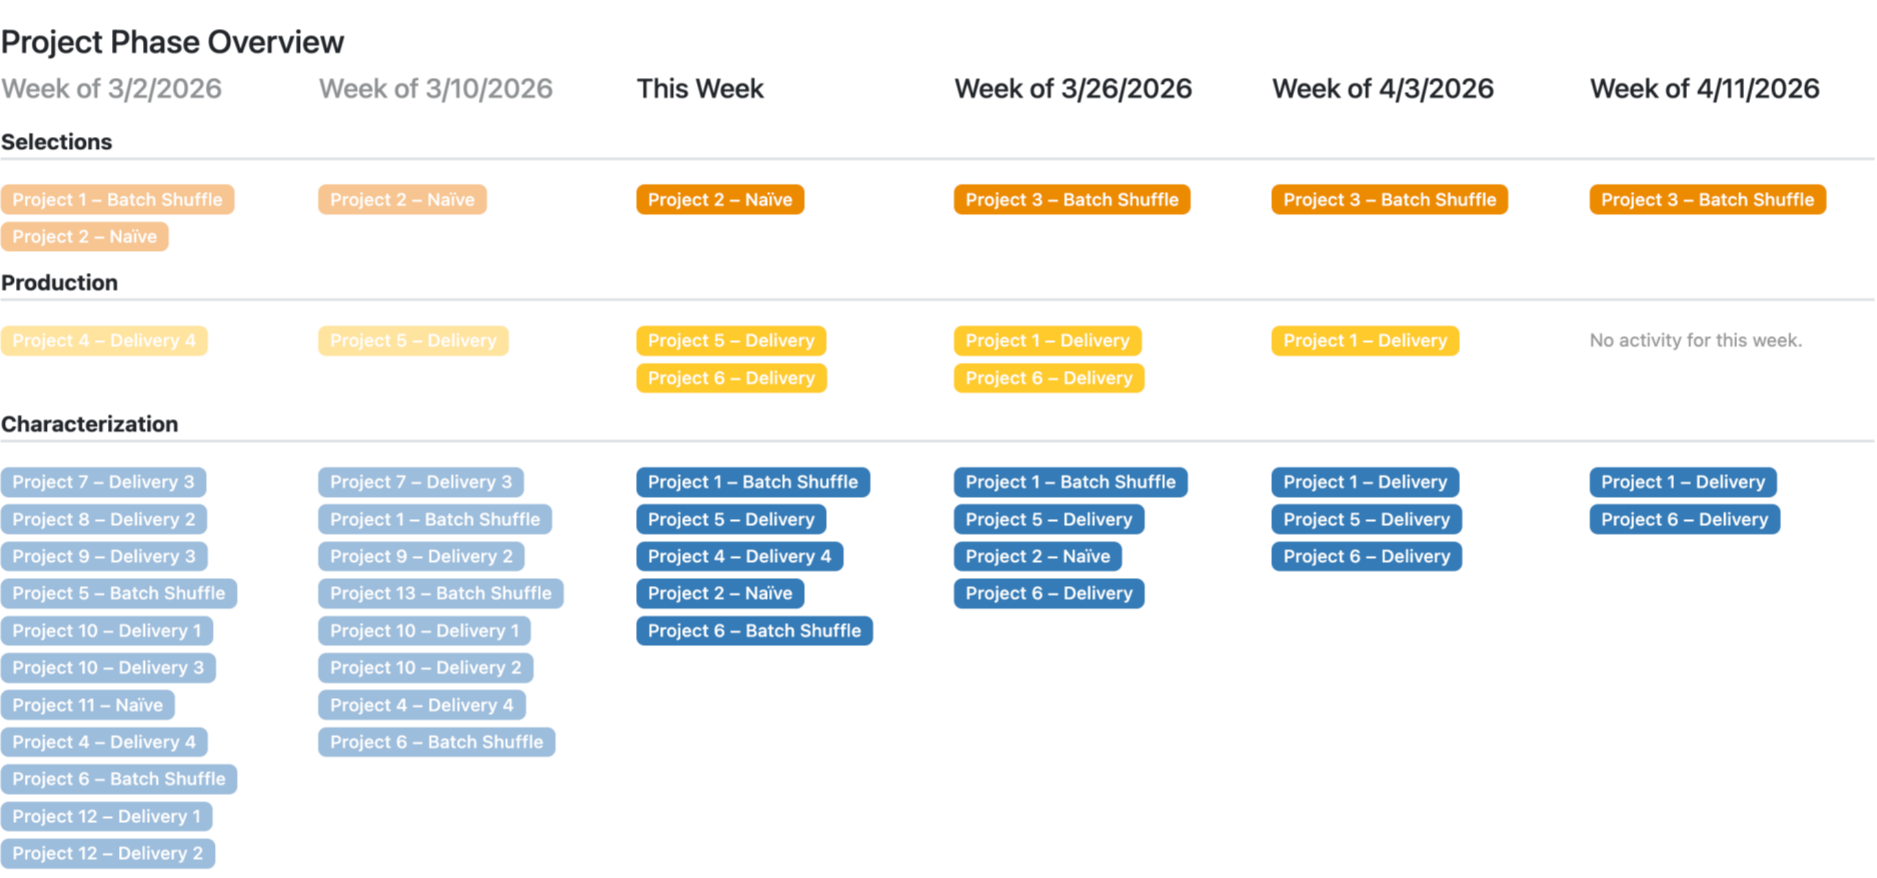 Project Phase Overview
Week of 3/2/2026 Week of 3/10/2026 This Week Week of 3/26/2026 Week of 4/3/2026 Week of 4/11/2026
Selections
Project 1 – Batch Shuffle Project 2 – Naïve Project 2 – Naïve Project 3 – Batch Shuffle Project 3 – Batch Shuffle Project 3 – Batch Shuffle
Project 2 – Naïve
Production
Project 4 – Delivery 4 Project 5 – Delivery Project 5 – Delivery Project 1 – Delivery Project 1 – Delivery No activity for this week.
Project 6 – Delivery Project 6 – Delivery
Characterization
Project 7 – Delivery 3 Project 7 – Delivery 3 Project 1 – Batch Shuffle Project 1 – Batch Shuffle Project 1 – Delivery Project 1 – Delivery
Project 8 – Delivery 2 Project 1 – Batch Shuffle Project 5 – Delivery Project 5 – Delivery Project 5 – Delivery Project 6 – Delivery
Project 9 – Delivery 3 Project 9 – Delivery 2 Project 4 – Delivery 4 Project 2 – Naïve Project 6 – Delivery
Project 5 – Batch Shuffle Project 13 – Batch Shuffle Project 2 – Naïve Project 6 – Delivery
Project 10 – Delivery 1 Project 10 – Delivery 1 Project 6 – Batch Shuffle
Project 10 – Delivery 3 Project 10 – Delivery 2
Project 11 – Naïve Project 4 – Delivery 4
Project 4 – Delivery 4 Project 6 – Batch Shuffle
Project 6 – Batch Shuffle
Project 12 – Delivery 1
Project 12 – Delivery 2